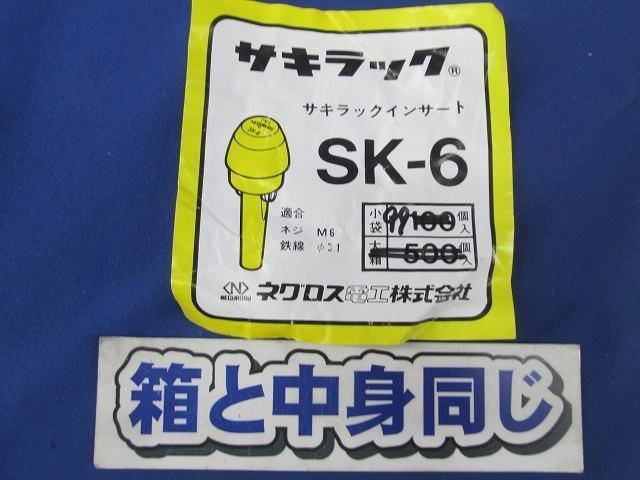 サキラック®
サキラックインサート
SK-6
SK-6
適合
ネジ M6
鉄線 φ3.1
小袋 99 100 個入
大箱 500 個入
<N> NEGUROSU
ネグロス電工株式会社
箱と中身同じ